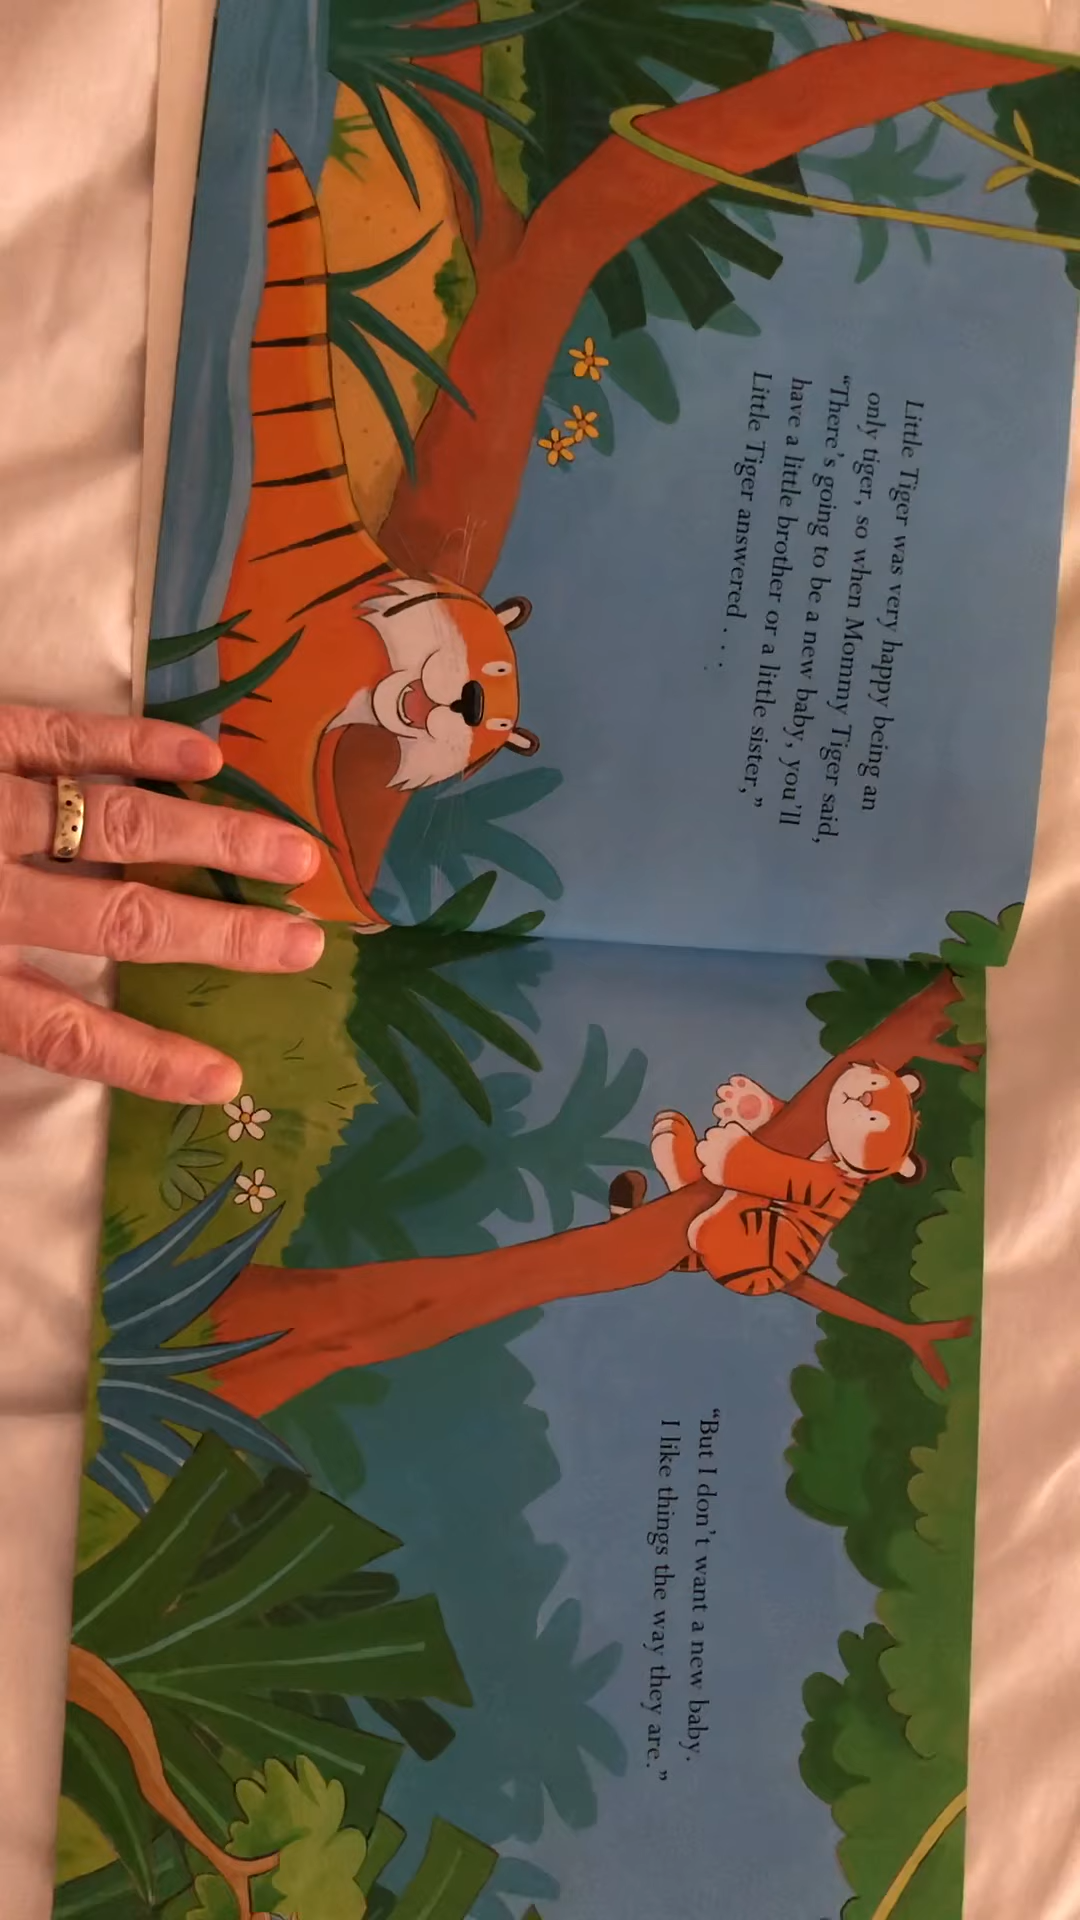 Little Tiger was very happy being an
only tiger, so when Mommy Tiger said,
“There’s going to be a new baby, you’ll
have a little brother or a little sister,”
Little Tiger answered . . .
“But I don’t want a new baby.
I like things the way they are.”